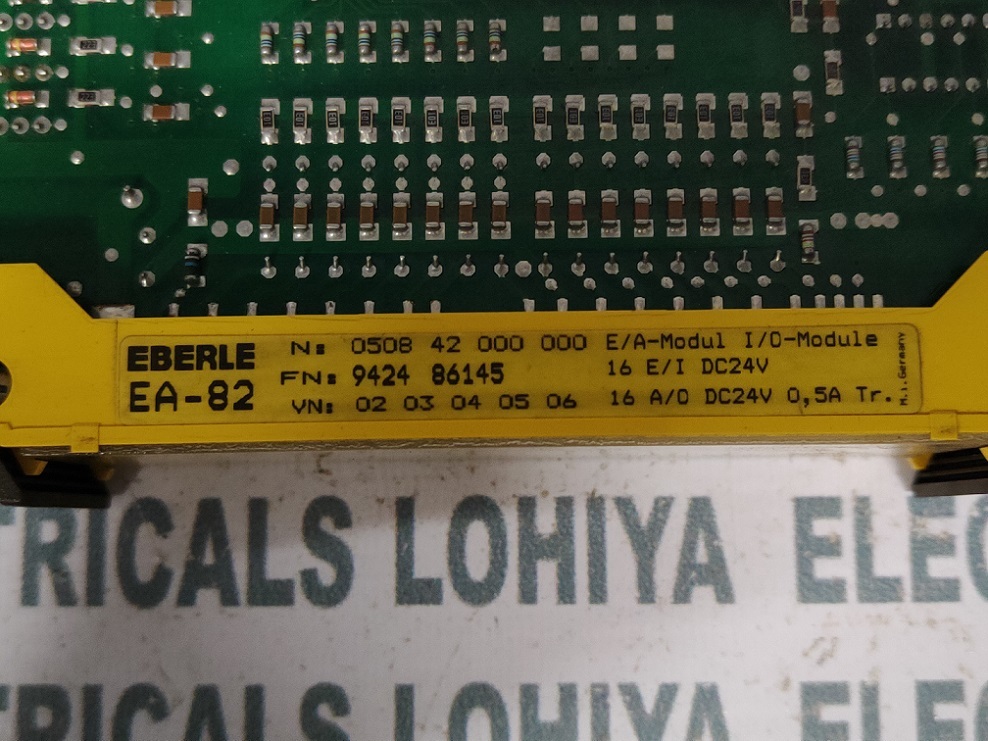 EBERLE
EA-82
N: 0508 42 000 000
FN: 9424 86145
VN: 02 03 04 05 06
E/A-Modul I/O-Module
16 E/I DC24V
16 A/O DC24V 0,5A Tr.
M.i.Germany
TRICALS LOHIYA ELEC
TRICALS LOHIYA ELEC